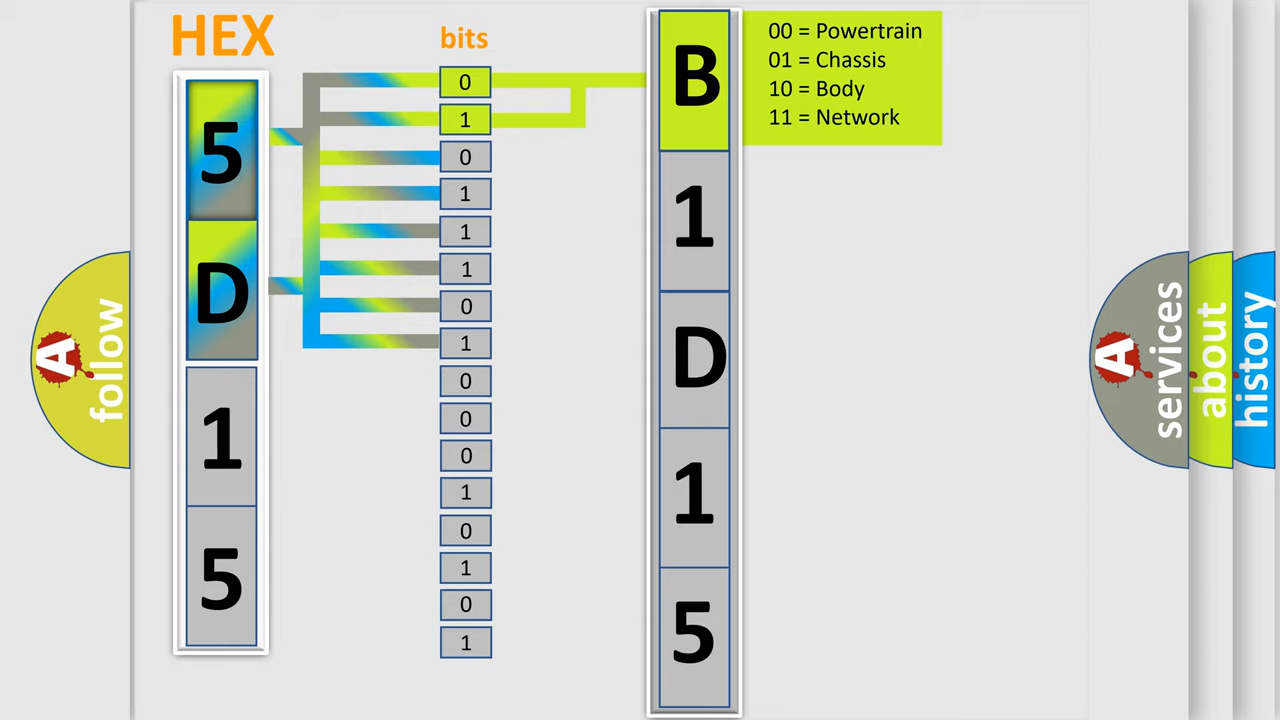 HEX
bits
5
D
1
5
0
1
0
1
1
1
0
1
0
0
0
1
0
1
0
1
B
1
D
1
5
00 = Powertrain
01 = Chassis
10 = Body
11 = Network
A
follow
A
services
about
history